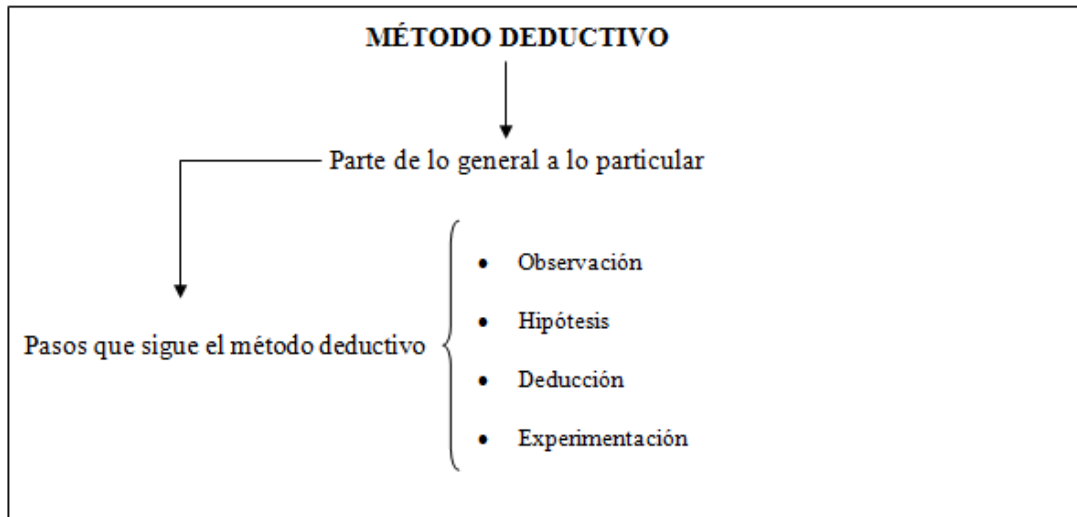 MÉTODO DEDUCTIVO
Parte de lo general a lo particular
Pasos que sigue el método deductivo
• Observación
• Hipótesis
• Deducción
• Experimentación